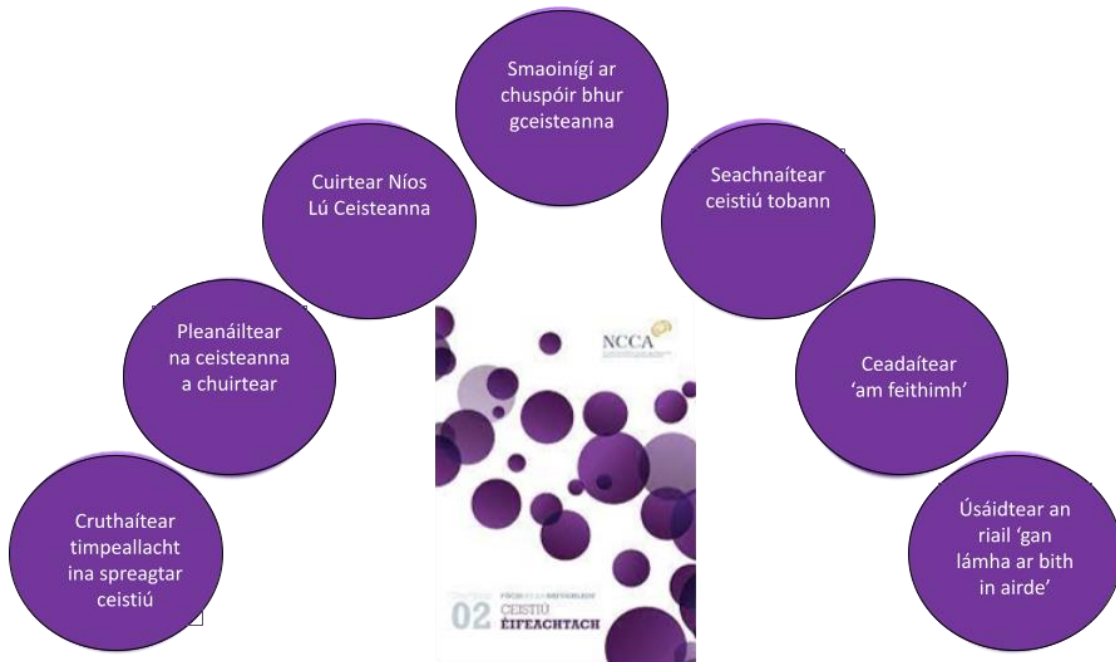 Smaoinígí ar
chuspóir bhur
gceisteanna
Cuirtear Níos
Lú Ceisteanna
Seachnaítear
ceistiú tobann
Pleanáiltear
na ceisteanna
a chuirtear
Ceadaítear
‘am feithimh’
Cruthaítear
timpeallacht
ina spreagtar
ceistiú
Úsáidtear an
riail ‘gan
lámha ar bith
in airde’
NCCA
02
CEISTIÚ
ÉIFEACHTACH